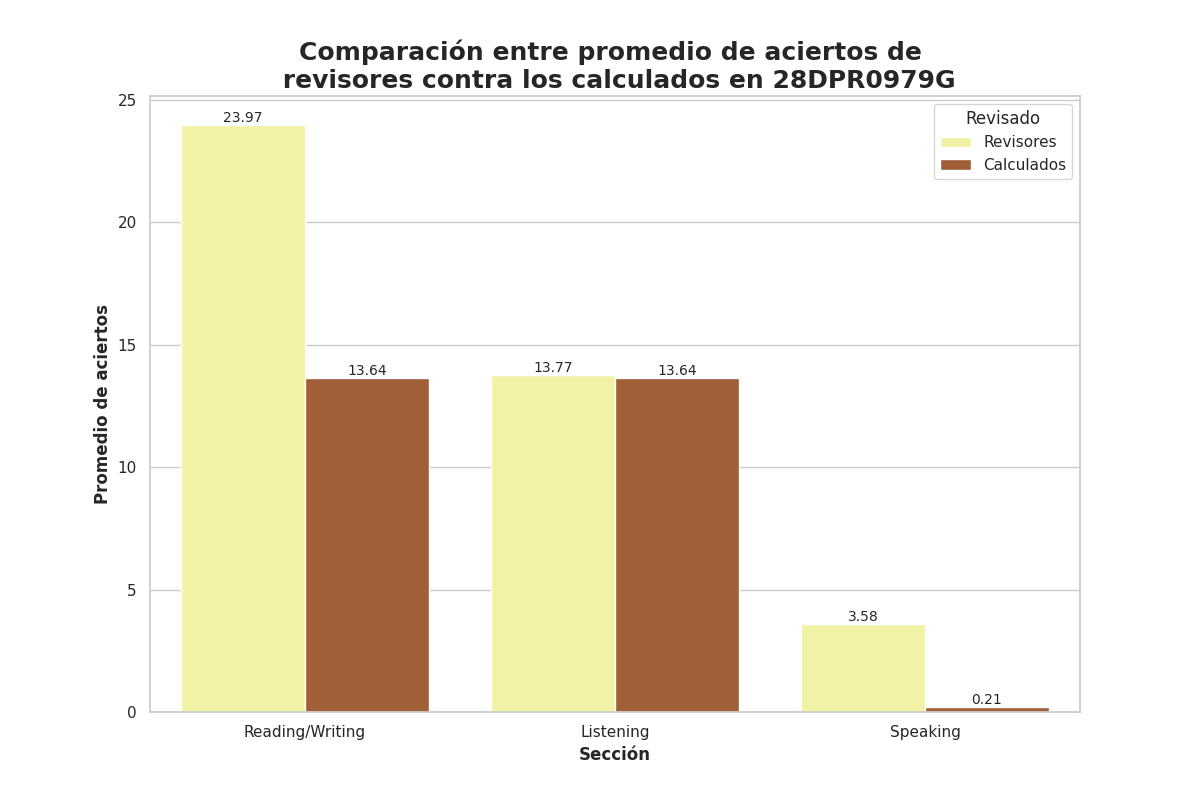 Comparación entre promedio de aciertos de
revisores contra los calculados en 28DPR0979G
Revisado
Revisores
Calculados
Promedio de aciertos
25
20
15
10
5
0
23.97
13.64
13.77
13.64
3.58
0.21
Reading/Writing
Listening
Speaking
Sección